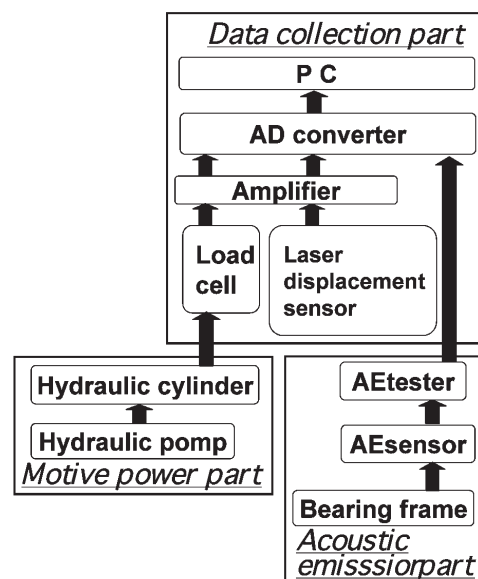 Data collection part
P C
AD converter
Amplifier
Load
cell
Laser
displacement
sensor
Hydraulic cylinder
Hydraulic pomp
Motive power part
AEtester
AEsensor
Bearing frame
Acoustic
emisssiorpart